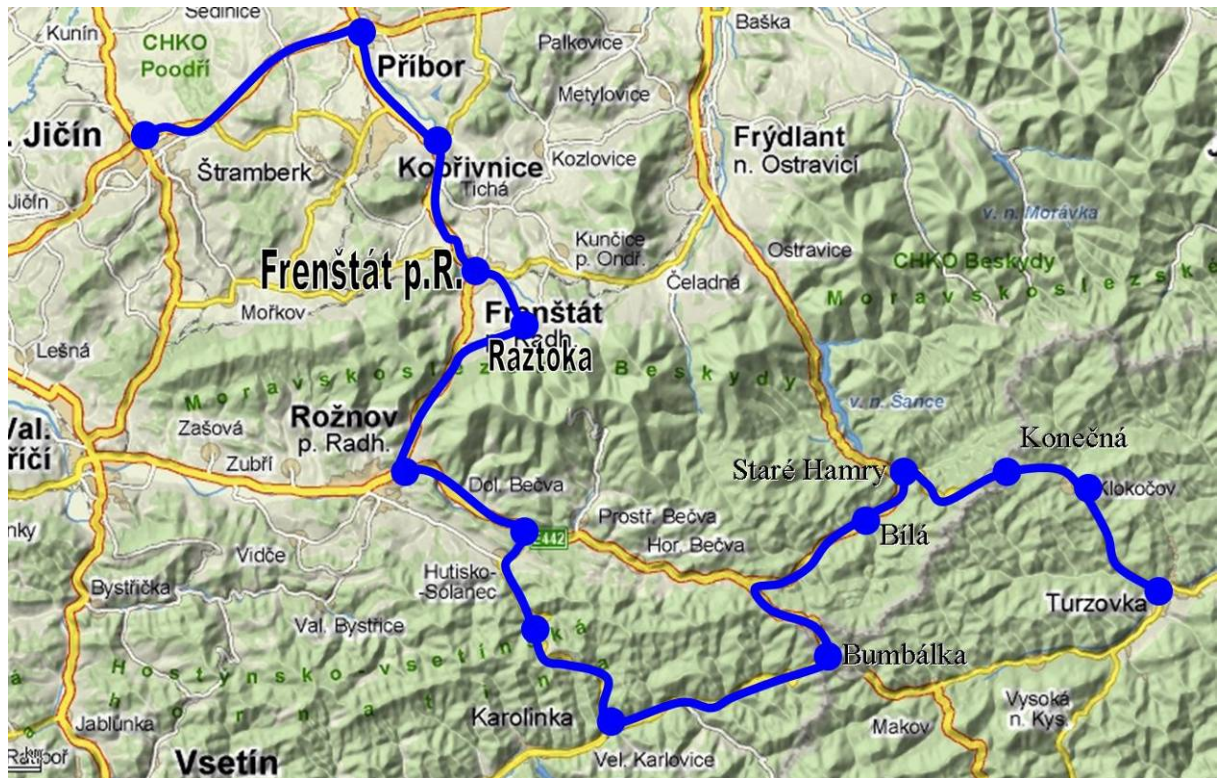 Kunín
Sedlnice
CHKO
Poodří
Příbor
Palkovice
Baška
Metylovice
. Jičín
Štramberk
Kopřivnice
Tichá
Kozlovice
Frýdlant
n. Ostravicí
Jičín
v. n. Morávka
Kunčice
p. Ondř.
Ostravice
CHKO Beskydy
Frenštát p.R.
Čeladná
Moravskoslezské
Mořkov
Frenštát
Radh.
Raztoka
Lešná
Moravskoslez
Beskydy
v. n. Šance
Rožnov
p. Radh.
Zašová
Zubří
Val.
říčí
Konečná
Staré Hamry
Klokočov
Dol. Bečva
Prostř. Bečva
Bílá
E442
Hor. Bečva
Vidče
Hutisko-
-Solanec
Bystřička
Val. Bystřice
Turzovka
Bumbálka
Hostýnsko vsetínská
hornatina
Vysoká
n. Kys.
Makov
Jablůnka
Karolinka
Vel. Karlovice
Vsetín